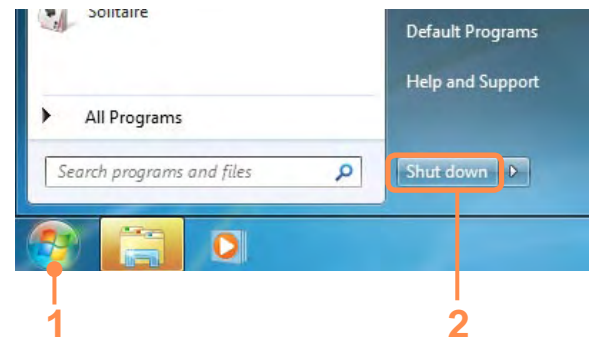 Solitaire
Default Programs
Help and Support
All Programs
Search programs and files
Shut down
1
2